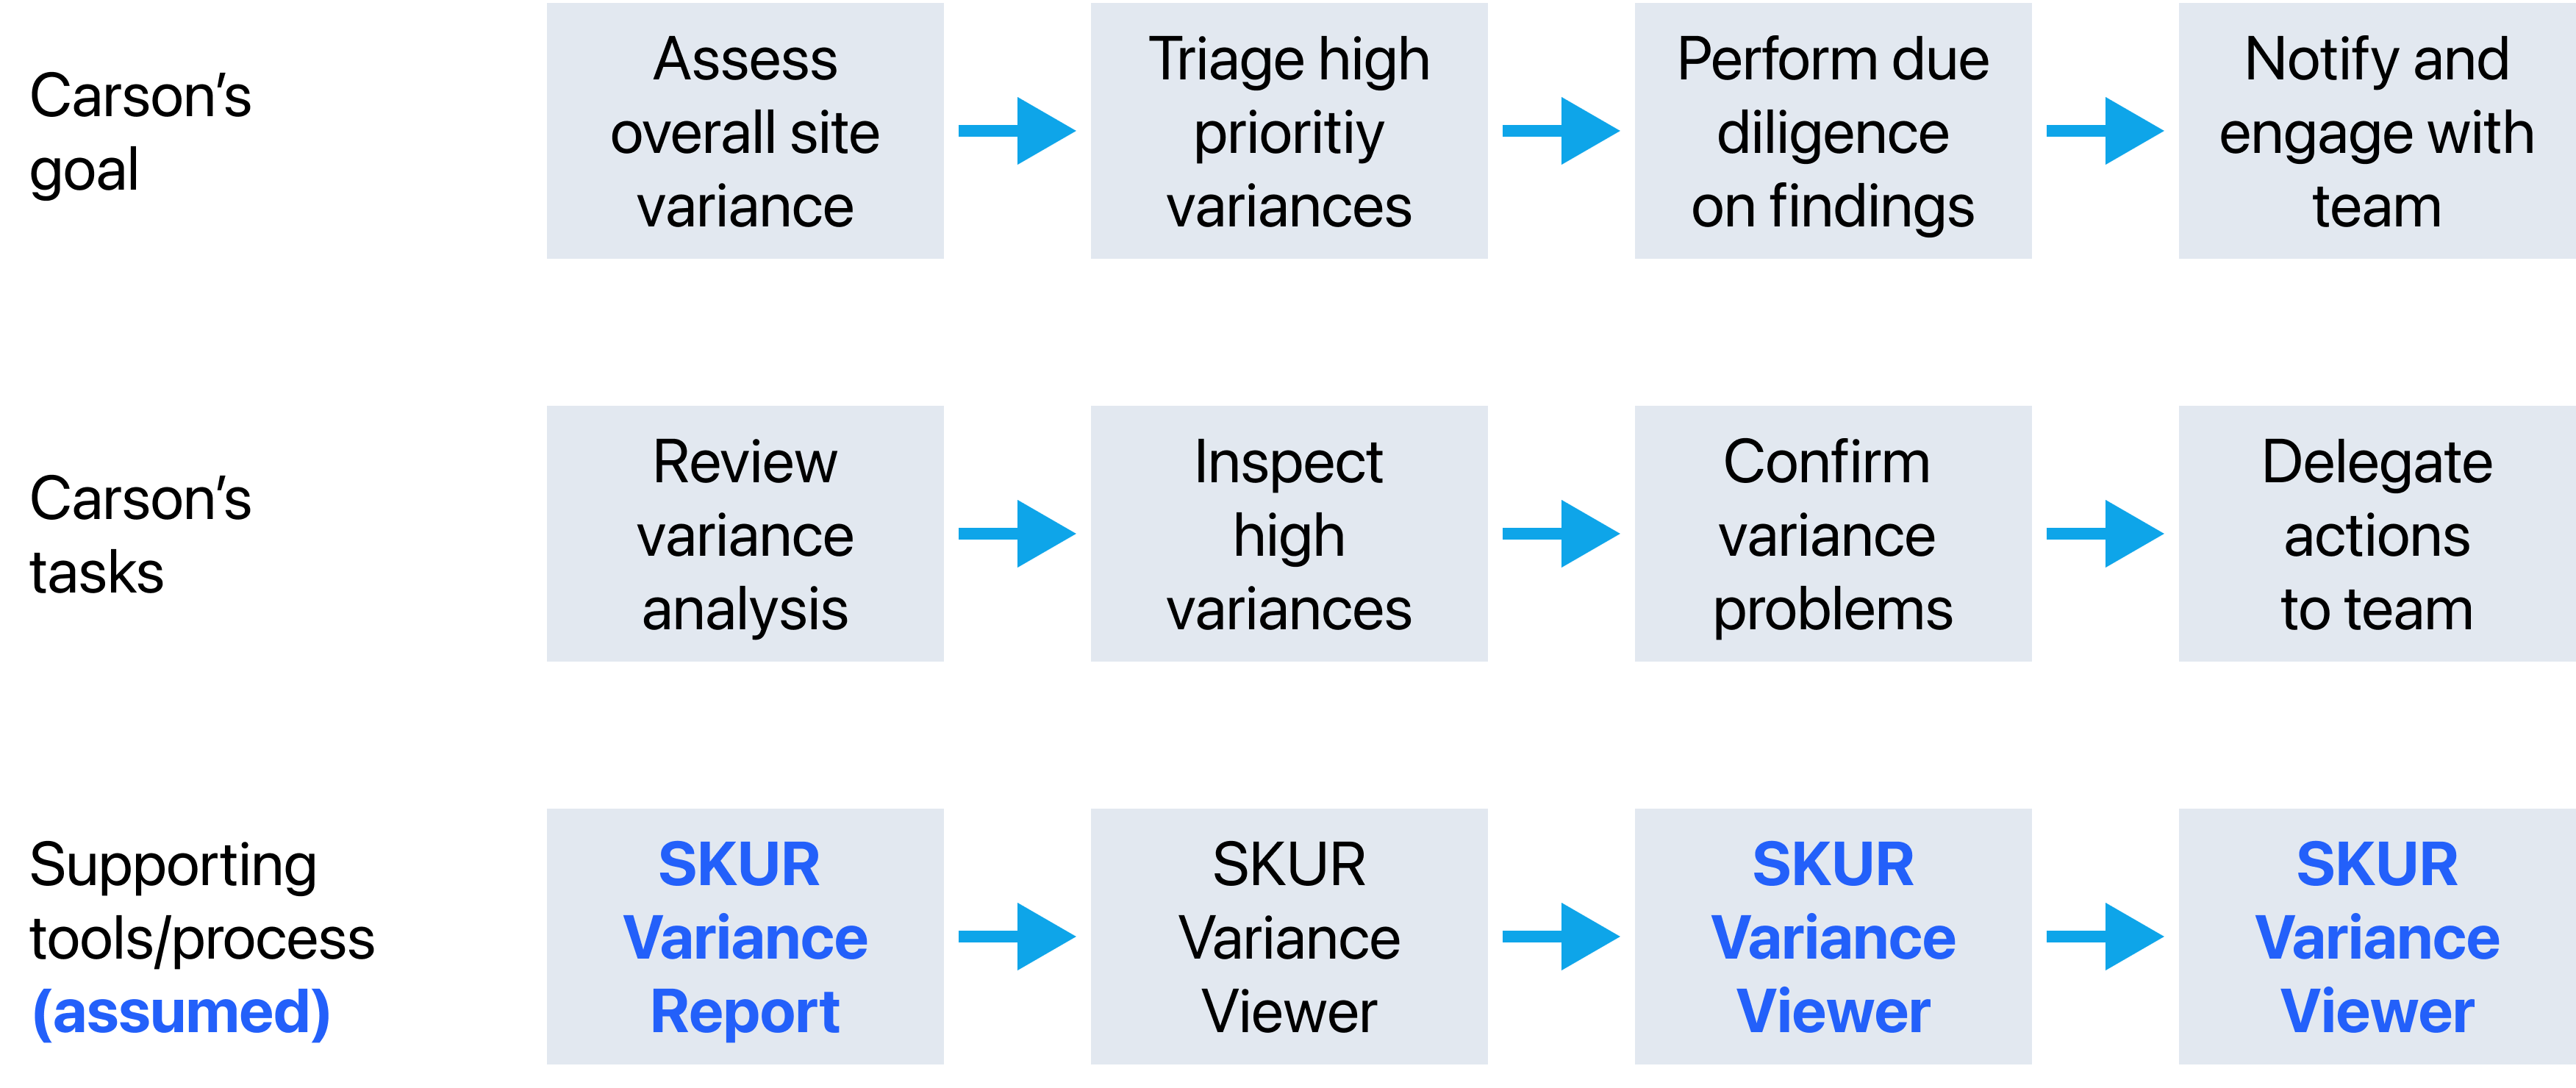 Carson’s
goal
Assess
overall site
variance
Triage high
prioritiy
variances
Perform due
diligence
on findings
Notify and
engage with
team
Carson’s
tasks
Review
variance
analysis
Inspect
high
variances
Confirm
variance
problems
Delegate
actions
to team
Supporting
tools/process
(assumed)
SKUR
Variance
Report
SKUR
Variance
Viewer
SKUR
Variance
Viewer
SKUR
Variance
Viewer